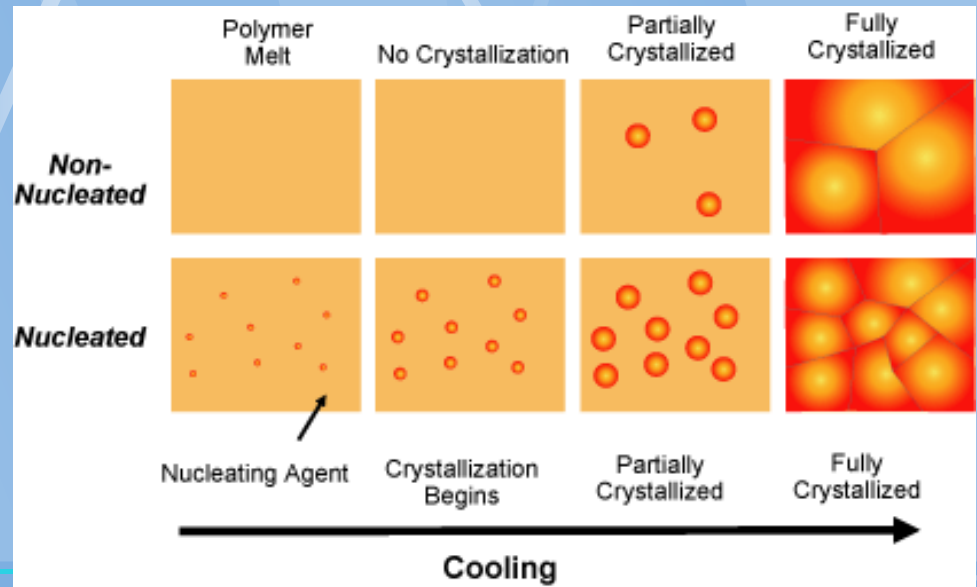 Polymer
Melt
No Crystallization
Partially
Crystallized
Fully
Crystallized
Non-
Nucleated
Nucleated
Nucleating Agent
Crystallization
Begins
Partially
Crystallized
Fully
Crystallized
Cooling